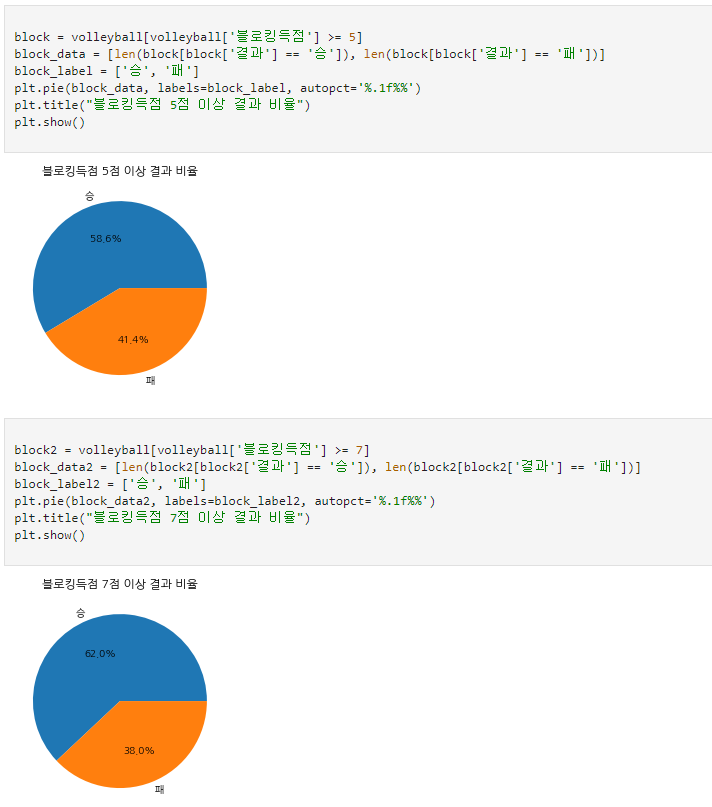 block = volleyball[volleyball['블로킹득점'] >= 5]
block_data = [len(block[block['결과'] == '승']), len(block[block['결과'] == '패'])]
block_label = ['승', '패']
plt.pie(block_data, labels=block_label, autopct='%.1f%%')
plt.title("블로킹득점 5점 이상 결과 비율")
plt.show()
블로킹득점 5점 이상 결과 비율
승
58.6%
41.4%
패
block2 = volleyball[volleyball['블로킹득점'] >= 7]
block_data2 = [len(block2[block2['결과'] == '승']), len(block2[block2['결과'] == '패'])]
block_label2 = ['승', '패']
plt.pie(block_data2, labels=block_label2, autopct='%.1f%%')
plt.title("블로킹득점 7점 이상 결과 비율")
plt.show()
블로킹득점 7점 이상 결과 비율
승
62.0%
38.0%
패